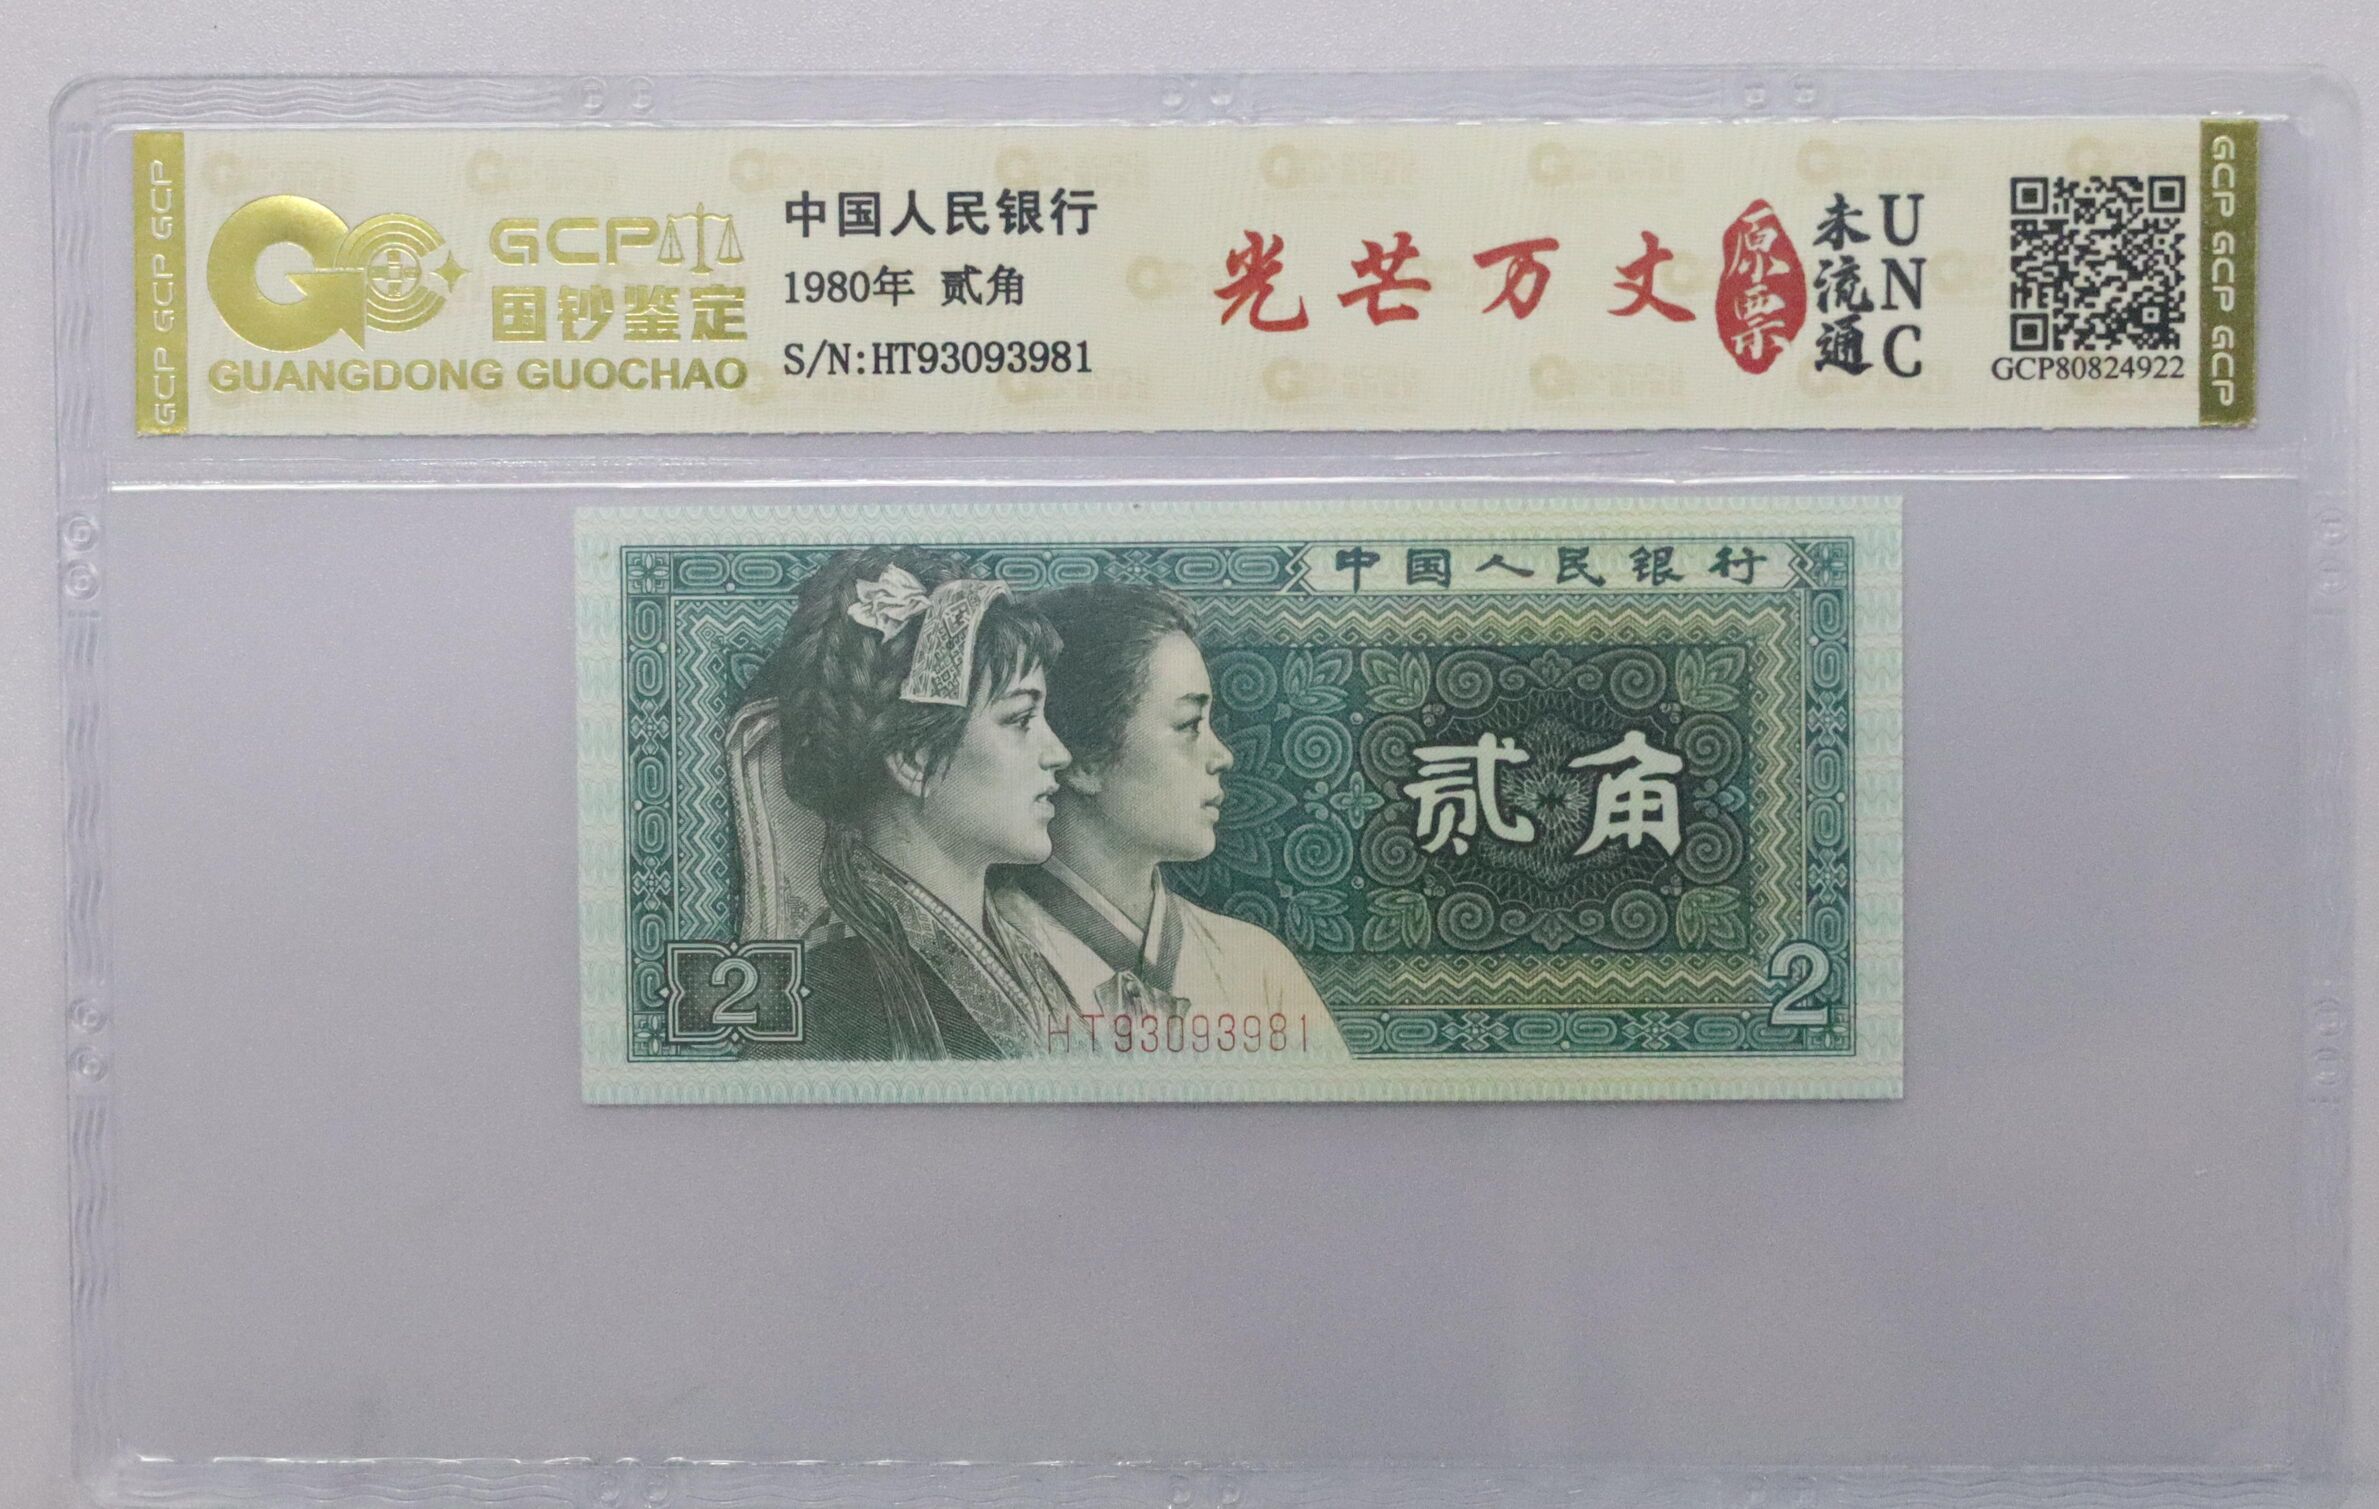 GCP GCP GCP
GCP
国钞鉴定
GUANGDONG GUOCHAO
中国人民银行
1980年 贰角
S/N:HT93093981
光芒万丈
原票
未流通
UNC
GCP80824922
GCP GCP GCP
中国人民银行
贰角
2
2
HT93093981